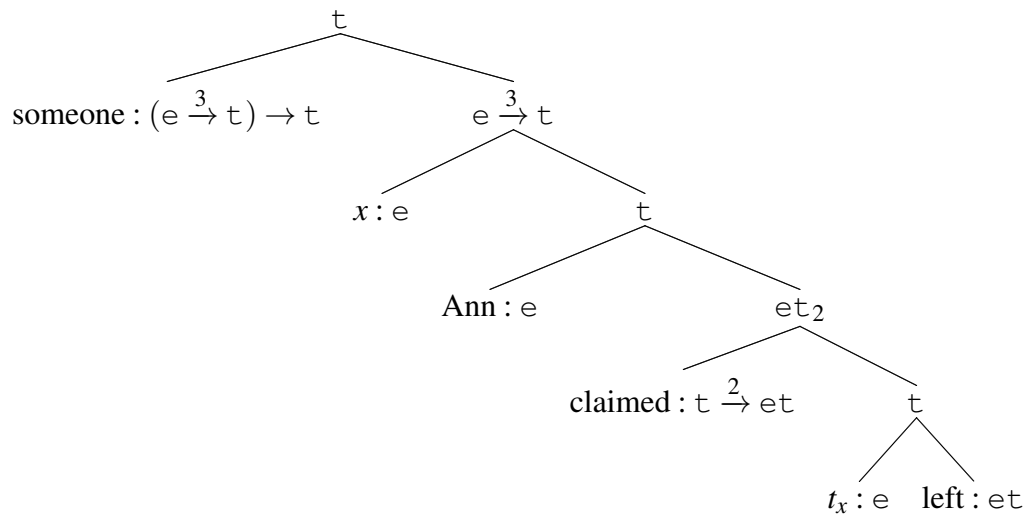 t
someone : (e 3→ t) → t e 3→ t
x : e t
Ann : e et₂
claimed : t 2→ et t
tₓ : e left : et